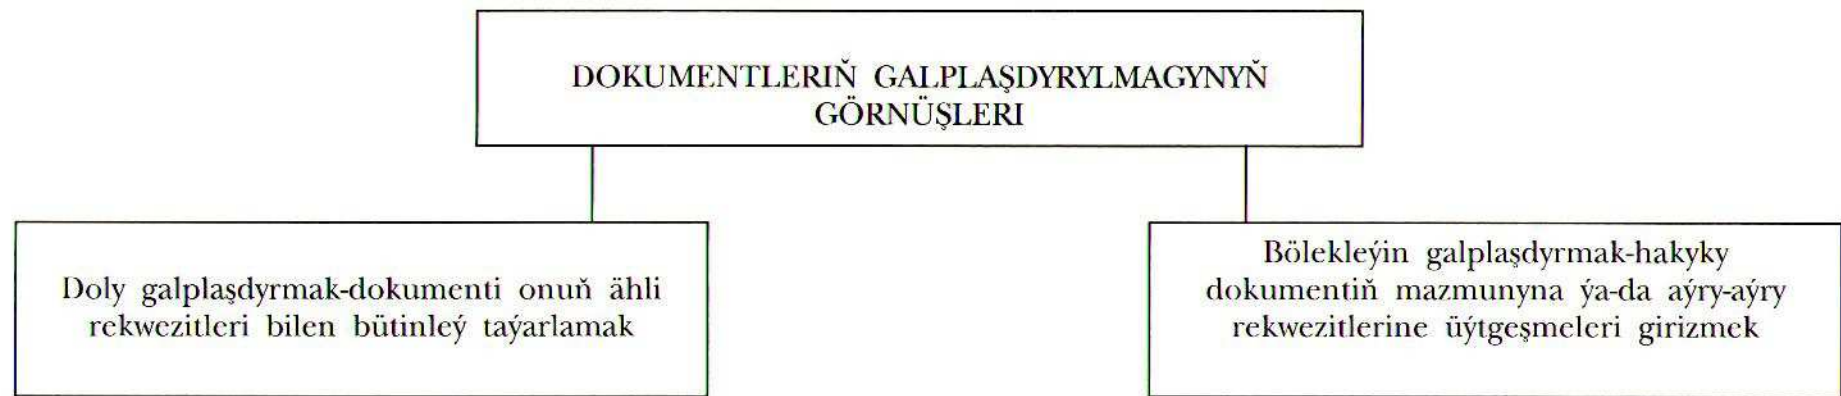 DOKUMENTLERIŇ GALPLAŞDYRYLMAGYNYŇ
GÖRNÜŞLERI
Doly galplaşdyrmak-dokumenti onuň ähli
rekwezitleri bilen bütinleý taýarlamak
Bölekleýin galplaşdyrmak-hakyky
dokumentiň mazmunyna ýa-da aýry-aýry
rekwezitlerine üýtgeşmeleri girizmek